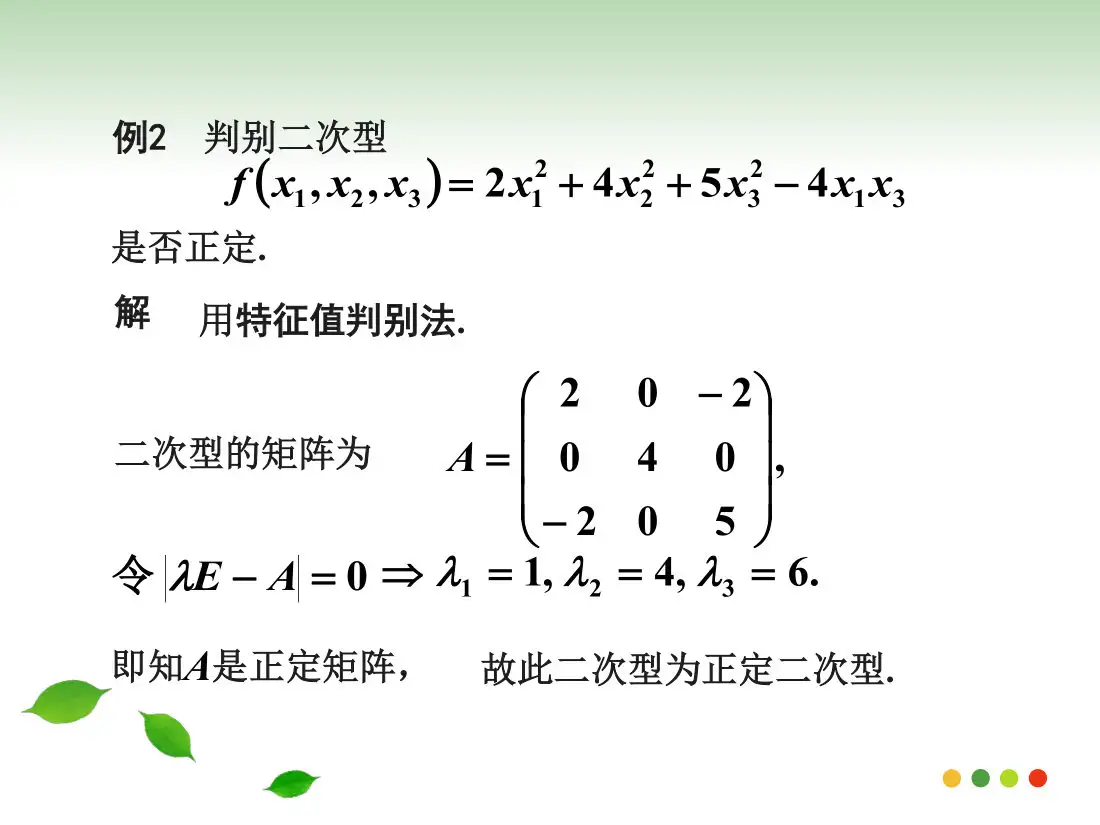 例2 判别二次型
f(x₁, x₂, x₃) = 2x₁² + 4x₂² + 5x₃² − 4x₁x₃
是否正定.
解 用特征值判别法.
二次型的矩阵为 A = ( 2 0 −2 ; 0 4 0 ; −2 0 5 ),
令 |λE − A| = 0 ⇒ λ₁ = 1, λ₂ = 4, λ₃ = 6.
即知A是正定矩阵， 故此二次型为正定二次型.